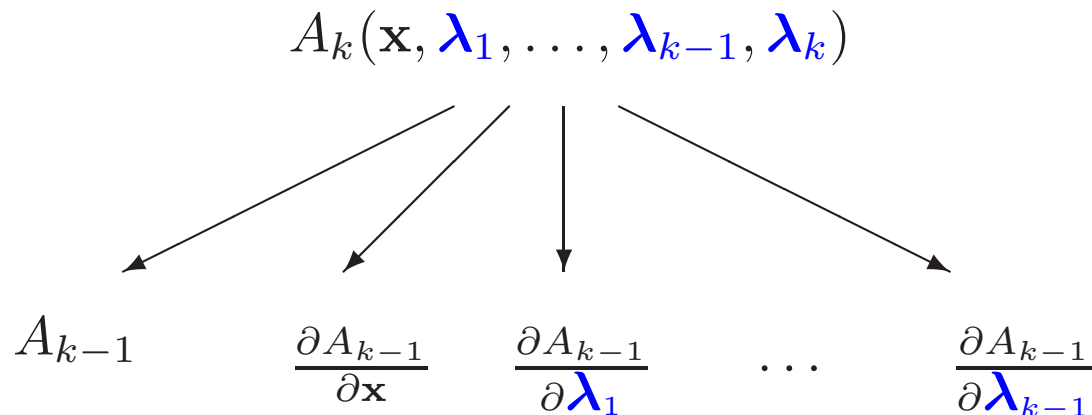 A_k(𝐱, 𝛌_1, . . . , 𝛌_{k−1}, 𝛌_k)
A_{k−1} ∂A_{k−1}/∂𝐱 ∂A_{k−1}/∂𝛌_1 · · · ∂A_{k−1}/∂𝛌_{k−1}